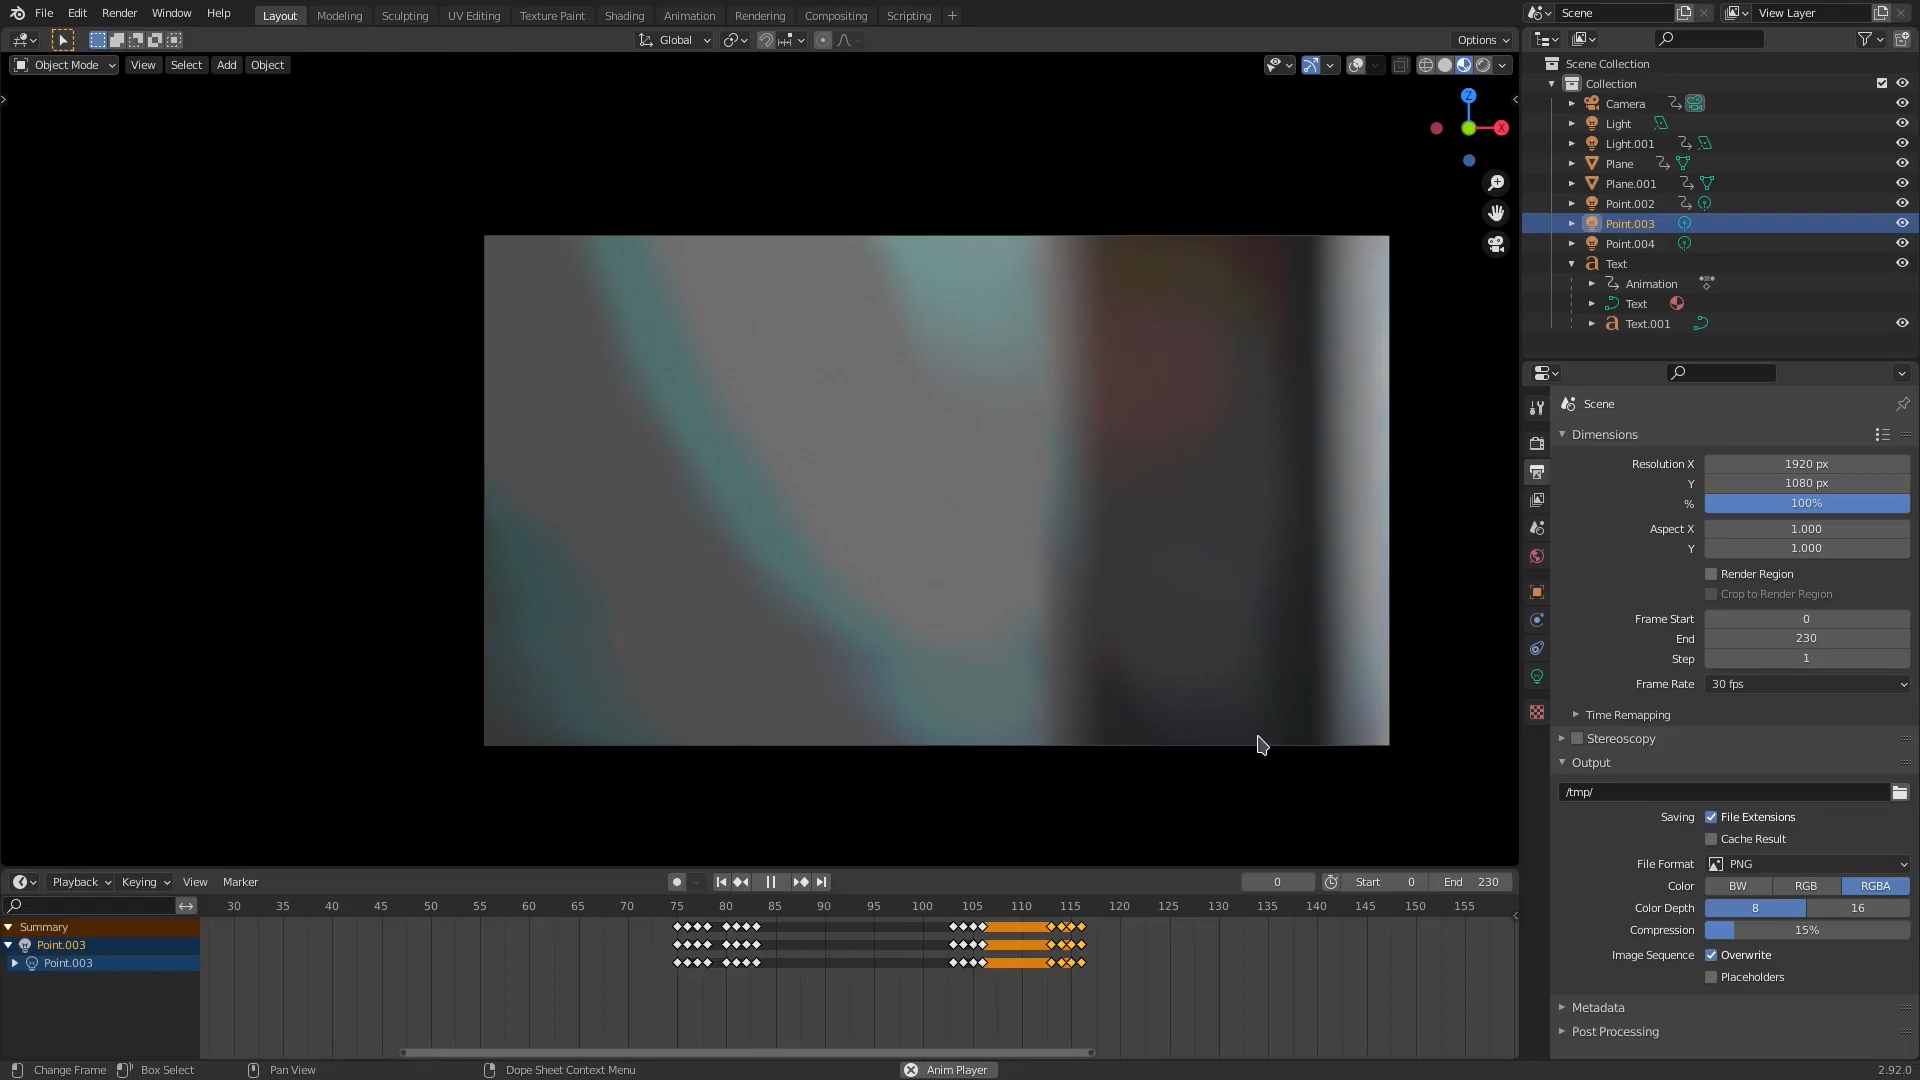 File Edit Render Window Help Layout Modeling Sculpting UV Editing Texture Paint Shading Animation Rendering Compositing Scripting + Scene View Layer
Global Options
Object Mode View Select Add Object
Z
X
Scene Collection
Collection
Camera
Light
Light.001
Plane
Plane.001
Point.002
Point.003
Point.004
Text
Animation
Text
Text.001
Scene
Dimensions
Resolution X 1920 px
Y 1080 px
% 100%
Aspect X 1.000
Y 1.000
Render Region
Crop to Render Region
Frame Start 0
End 230
Step 1
Frame Rate 30 fps
Time Remapping
Stereoscopy
Output
/tmp/
Saving File Extensions
Cache Result
File Format PNG
Color BW RGB RGBA
Color Depth 8 16
Compression 15%
Image Sequence Overwrite
Placeholders
Metadata
Post Processing
Playback Keying View Marker 0 Start 0 End 230
30 35 40 45 50 55 60 65 70 75 80 85 90 95 100 105 110 115 120 125 130 135 140 145 150 155
Summary
Point.003
Point.003
Change Frame Box Select Pan View Dope Sheet Context Menu Anim Player 2.92.0